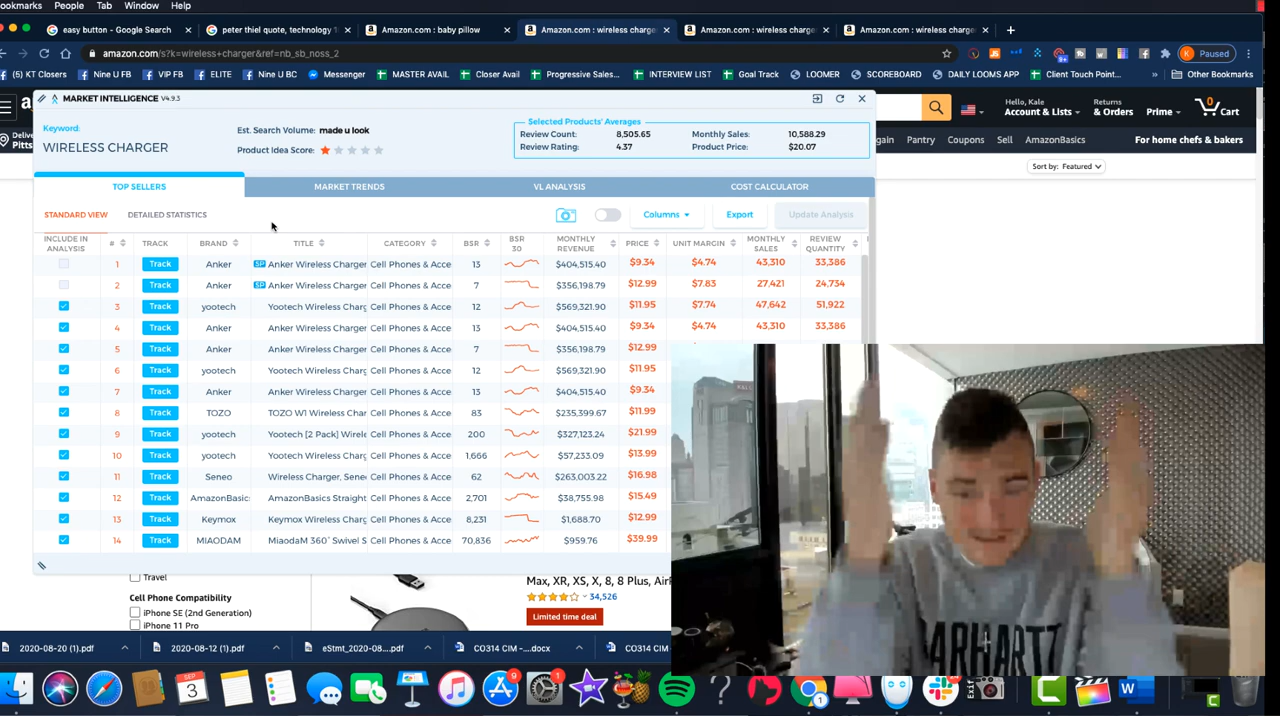 bookmarks People Tab Window Help
easy button - Google Search
peter thiel quote, technology 1
Amazon.com : baby pillow
Amazon.com : wireless charge
Amazon.com : wireless charge
Amazon.com : wireless charge
amazon.com/s?k=wireless+charger&ref=nb_sb_noss_2
K Paused
(5) KT Closers
Nine U FB
VIP FB
ELITE
Nine U BC
Messenger
MASTER AVAIL
Closer Avail
Progressive Sales...
INTERVIEW LIST
Goal Track
LOOMER
SCOREBOARD
DAILY LOOMS APP
Client Touch Point...
»
Other Bookmarks
Hello, Kale
Account & Lists
Returns
& Orders
Prime
0
Cart
Deliver
Pitts
Pantry Coupons Sell AmazonBasics
For home chefs & bakers
Sort by: Featured
MARKET INTELLIGENCE V4.9.3
Keyword:
WIRELESS CHARGER
Est. Search Volume: made u look
Product Idea Score:
Selected Products' Averages
Review Count: 8,505.65 Monthly Sales: 10,588.29
Review Rating: 4.37 Product Price: $20.07
TOP SELLERS MARKET TRENDS VL ANALYSIS COST CALCULATOR
STANDARD VIEW DETAILED STATISTICS Columns Export Update Analysis
INCLUDE IN ANALYSIS # TRACK BRAND TITLE CATEGORY BSR BSR 30 MONTHLY REVENUE PRICE UNIT MARGIN MONTHLY SALES REVIEW QUANTITY
1 Track Anker SP Anker Wireless Charger Cell Phones & Acce 13 $404,515.40 $9.34 $4.74 43,310 33,386
2 Track Anker SP Anker Wireless Charger Cell Phones & Acce 7 $356,198.79 $12.99 $7.83 27,421 24,734
3 Track yootech Yootech Wireless Charg Cell Phones & Acce 12 $569,321.90 $11.95 $7.74 47,642 51,922
4 Track Anker Anker Wireless Charger Cell Phones & Acce 13 $404,515.40 $9.34 $4.74 43,310 33,386
5 Track Anker Anker Wireless Charger Cell Phones & Acce 7 $356,198.79 $12.99
6 Track yootech Yootech Wireless Charg Cell Phones & Acce 12 $569,321.90 $11.95
7 Track Anker Anker Wireless Charger Cell Phones & Acce 13 $404,515.40 $9.34
8 Track TOZO TOZO W1 Wireless Char Cell Phones & Acce 83 $235,399.67 $11.99
9 Track yootech Yootech [2 Pack] Wirele Cell Phones & Acce 200 $327,123.24 $21.99
10 Track yootech Yootech Wireless Charg Cell Phones & Acce 1,666 $57,233.09 $13.99
11 Track Seneo Wireless Charger, Sene Cell Phones & Acce 62 $263,003.22 $16.98
12 Track AmazonBasic AmazonBasics Straight Cell Phones & Acce 2,701 $38,755.98 $15.49
13 Track Keymox Keymox Wireless Charg Cell Phones & Acce 8,231 $1,688.70 $12.99
14 Track MIAODAM MiaodaM 360° Swivel S Cell Phones & Acce 70,836 $959.76 $39.99
Travel
Cell Phone Compatibility
iPhone SE (2nd Generation)
iPhone 11 Pro
Max, XR, XS, X, 8, 8 Plus, AirP
34,526
Limited time deal
ARHARTT
2020-08-20 (1).pdf
2020-08-12 (1).pdf
eStmt_2020-08....pdf
CO314 CIM -....docx
CO314 CIM
SEP
3
9
1
1
W